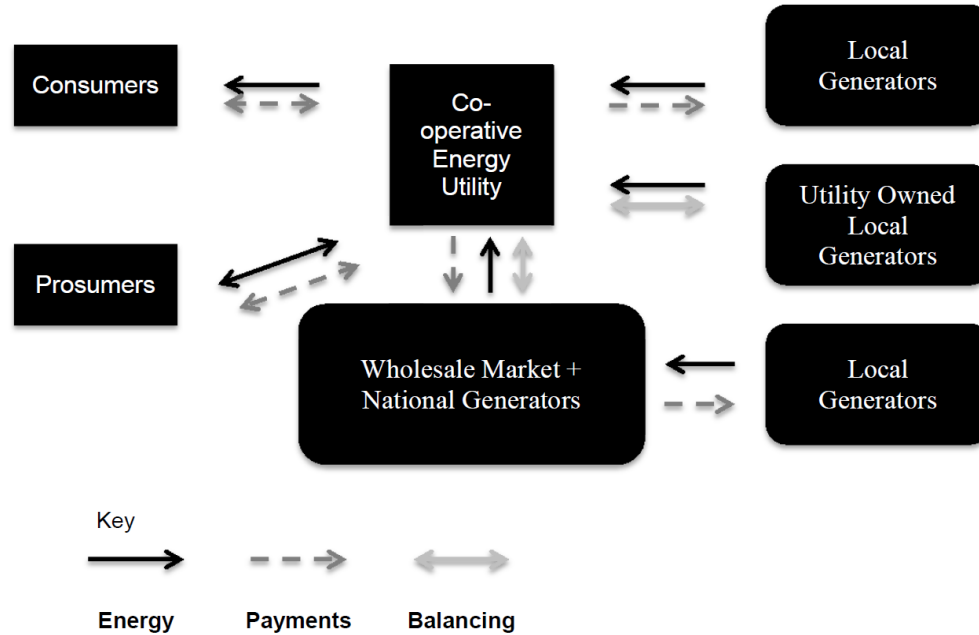 Consumers
Co-
operative
Energy
Utility
Local
Generators
Utility Owned
Local
Generators
Prosumers
Wholesale Market +
National Generators
Local
Generators
Key
Energy
Payments
Balancing